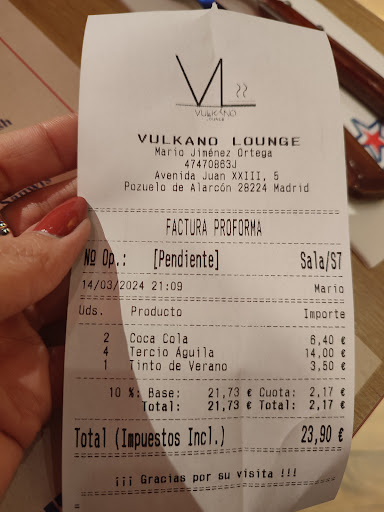 VL
VULKANO
LOUNGE
VULKANO LOUNGE
Mario Jiménez Ortega
47470863J
Avenida Juan XXIII, 5
Pozuelo de Alarcón 28224 Madrid
FACTURA PROFORMA
Nº Op.: [Pendiente] Sala/S7
14/03/2024 21:09 Mario
Uds. Producto Importe
2 Coca Cola 6,40 €
4 Tercio Aguila 14,00 €
1 Tinto de Verano 3,50 €
10 %: Base: 21,73 € Cuota: 2,17 €
Total: 21,73 € Total: 2,17 €
Total (Impuestos Incl.) 23,90 €
¡¡¡ Gracias por su visita !!!